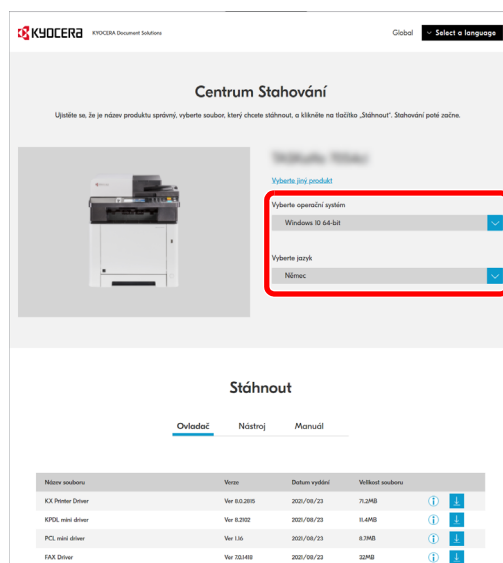 KYOCERA KYOCERA Document Solutions Global Select a language
Centrum Stahování
Ujistěte se, že je název produktu správný, vyberte soubor, který chcete stáhnout, a klikněte na tlačítko „Stáhnout". Stahování poté začne.
Vyberte jiný produkt
Vyberte operační systém
Windows 10 64-bit
Vyberte jazyk
Němec
Stáhnout
Ovladač Nástroj Manuál
Název souboru Verze Datum vydání Velikost souboru
KX Printer Driver Ver 8.0.2815 2021/08/23 71.2MB
KPDL mini driver Ver 8.2102 2021/08/23 11.4MB
PCL mini driver Ver 1.16 2021/08/23 8.7MB
FAX Driver Ver 7.0.1418 2021/08/23 32MB